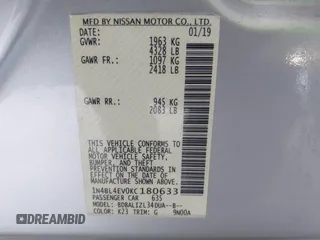 MFD BY NISSAN MOTOR CO., LTD.
DATE: 01/19
GVWR: 1963 KG
4328 LB
GAWR FR.: 1097 KG
2418 LB
GAWR RR.: 945 KG
2083 LB
THIS VEHICLE CONFORMS TO ALL
APPLICABLE FEDERAL MOTOR
VEHICLE SAFETY, BUMPER, AND
THEFT PREVENTION STANDARDS
IN EFFECT ON THE DATE OF
MANUFACTURE SHOWN ABOVE.
1N4BL4EV0KC180633
PASSENGER CAR 635
MODEL: BDRALIZL34DUA--B--
COLOR: K23 TRIM: G 9N00A
DREAMBID